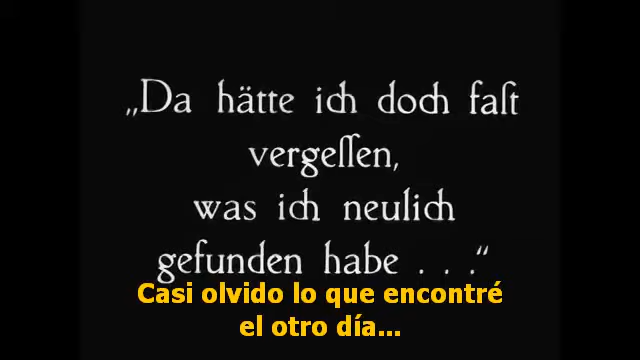 „Da hätte ich doch faſt
vergeſſen,
was ich neulich
gefunden habe . . .“
Casi olvido lo que encontré
el otro día...